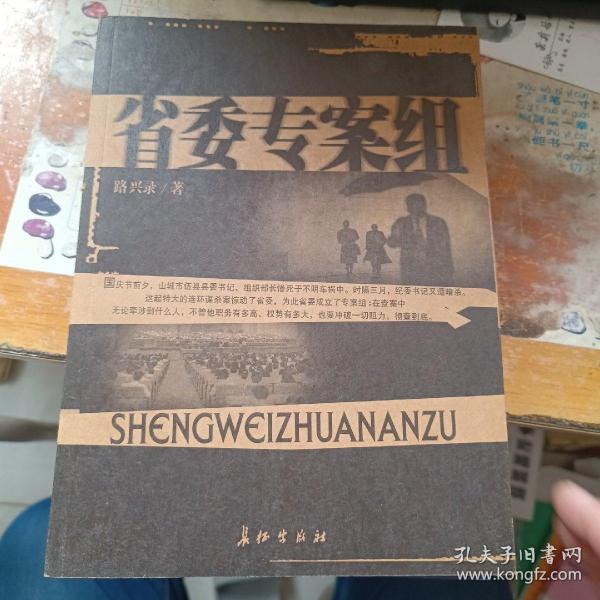 省委专案组
路兴录/著
国庆节前夕，山城市伍县县委书记、组织部长惨死于不明车祸中。时隔三月，纪委书记又遭暗杀。
这起特大的连环谋杀案惊动了省委，为此省委成立了专案组：在查案中
无论牵涉到什么人，不管他职务有多高、权势有多大，也要冲破一切阻力，彻查到底。
SHENGWEIZHUANANZU
长征出版社
孔夫子旧书网
www.kongfz.com